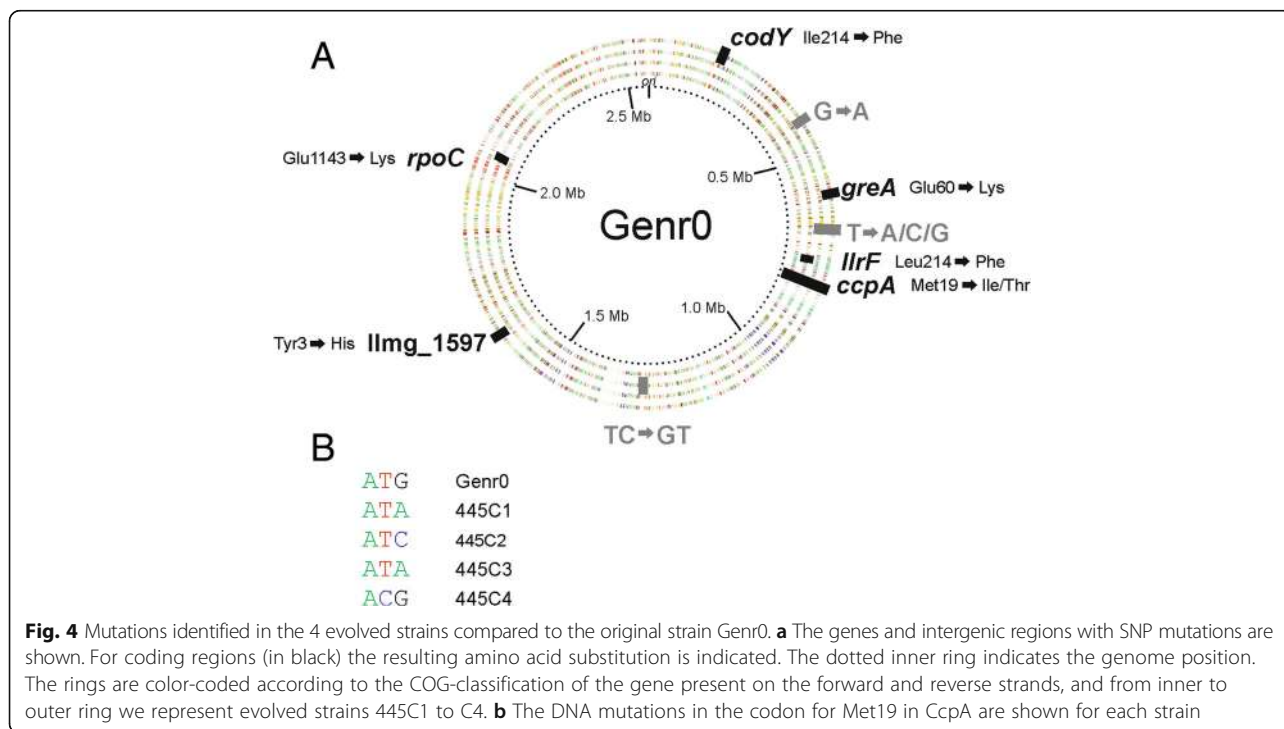 A
codY Ile214 ➡ Phe
G➡A
ori
2.5 Mb
Glu1143 ➡ Lys rpoC
0.5 Mb
2.0 Mb
greA Glu60 ➡ Lys
Genr0
T➡A/C/G
llrF Leu214 ➡ Phe
ccpA Met19 ➡ Ile/Thr
1.0 Mb
1.5 Mb
Tyr3 ➡ His llmg_1597
TC➡GT
B
ATG Genr0
ATA 445C1
ATC 445C2
ATA 445C3
ACG 445C4
Fig. 4 Mutations identified in the 4 evolved strains compared to the original strain Genr0. a The genes and intergenic regions with SNP mutations are
shown. For coding regions (in black) the resulting amino acid substitution is indicated. The dotted inner ring indicates the genome position.
The rings are color-coded according to the COG-classification of the gene present on the forward and reverse strands, and from inner to
outer ring we represent evolved strains 445C1 to C4. b The DNA mutations in the codon for Met19 in CcpA are shown for each strain